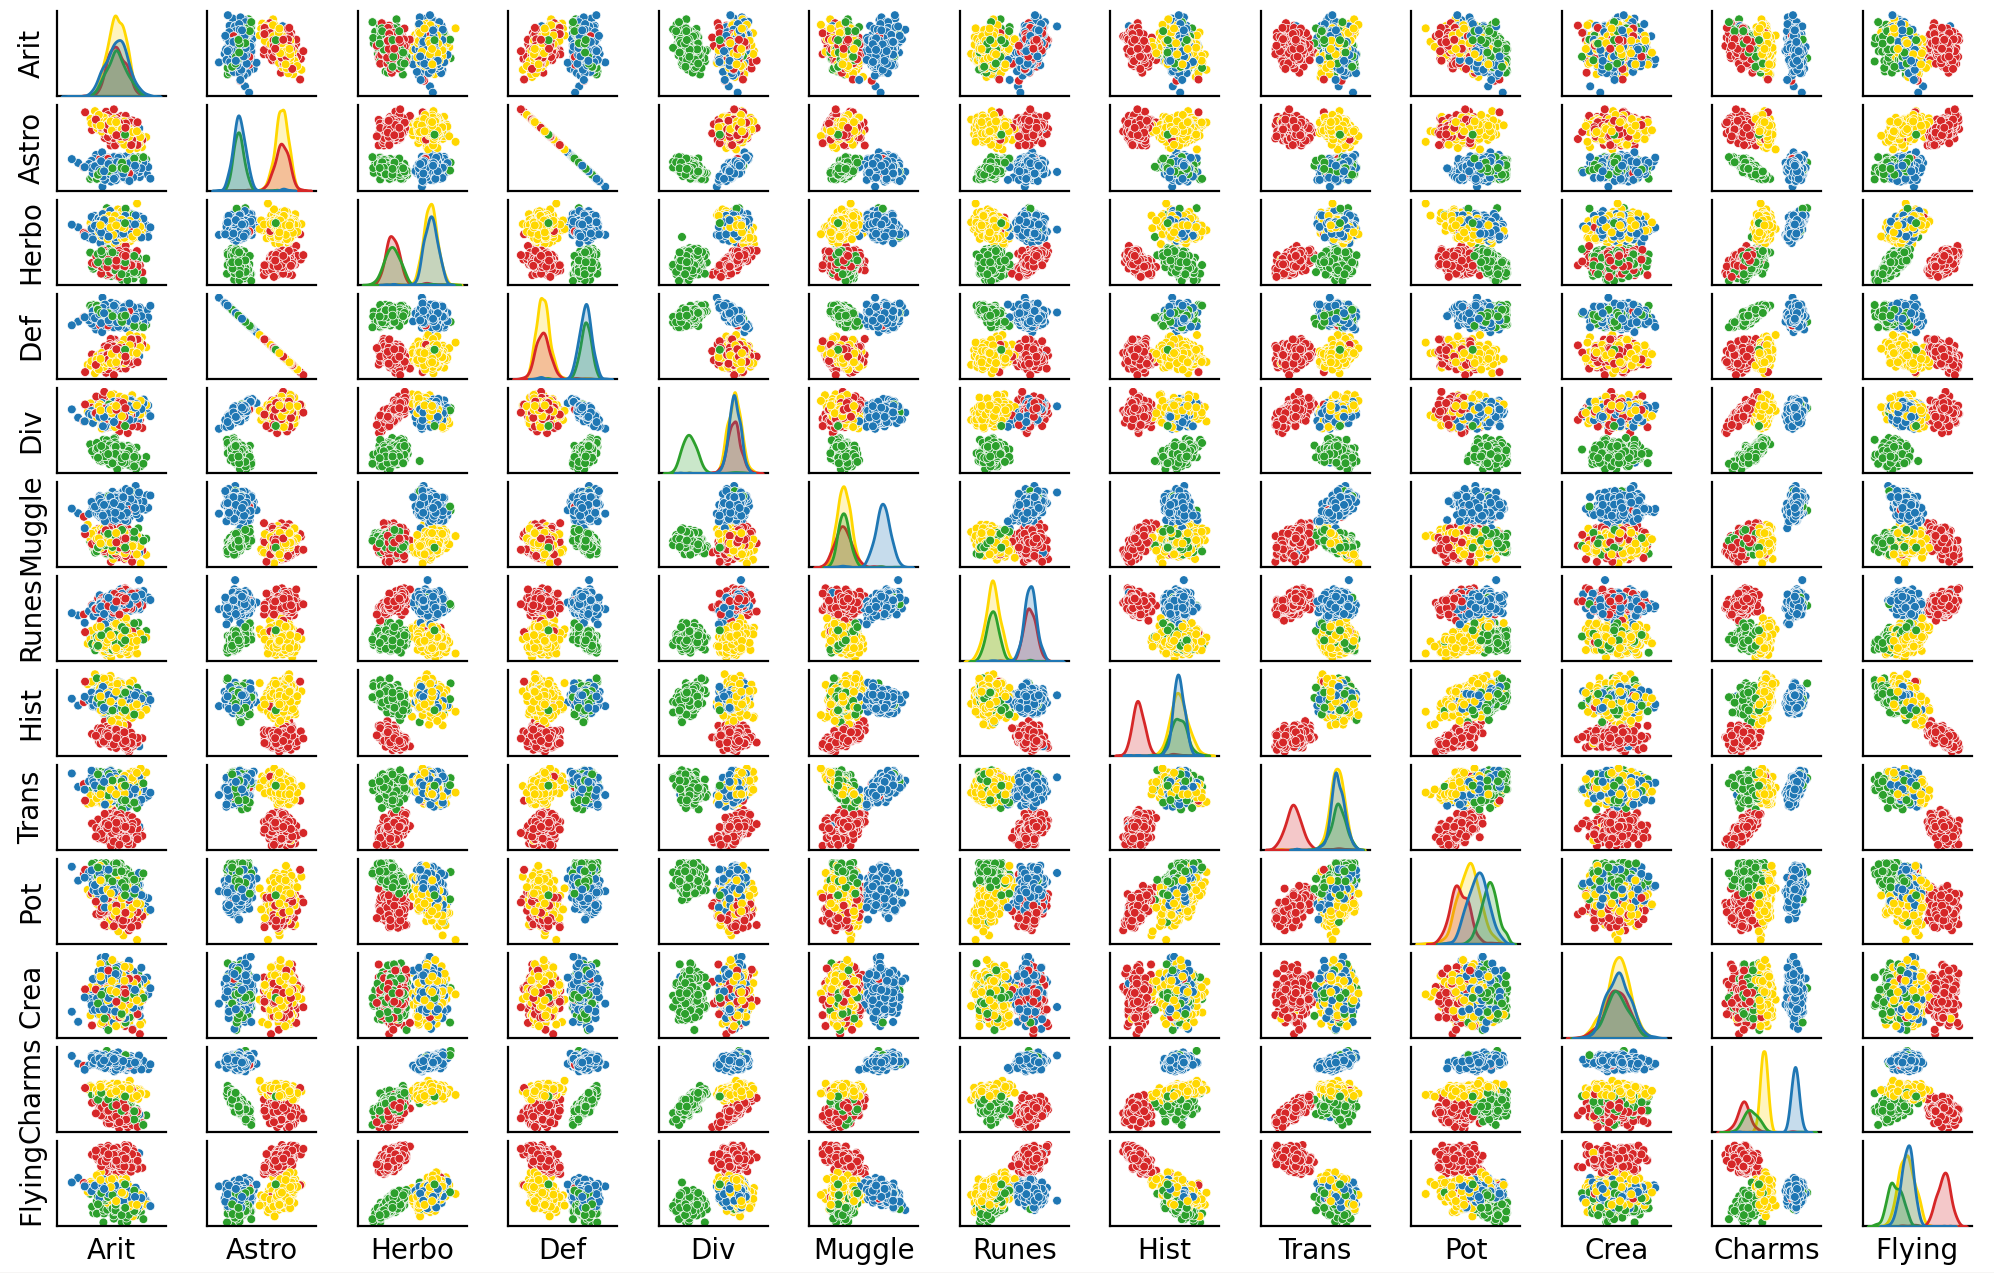 Arit
Astro
Herbo
Def
Div
Muggle
Runes
Hist
Trans
Pot
Crea
Charms
Flying
Arit Astro Herbo Def Div Muggle Runes Hist Trans Pot Crea Charms Flying